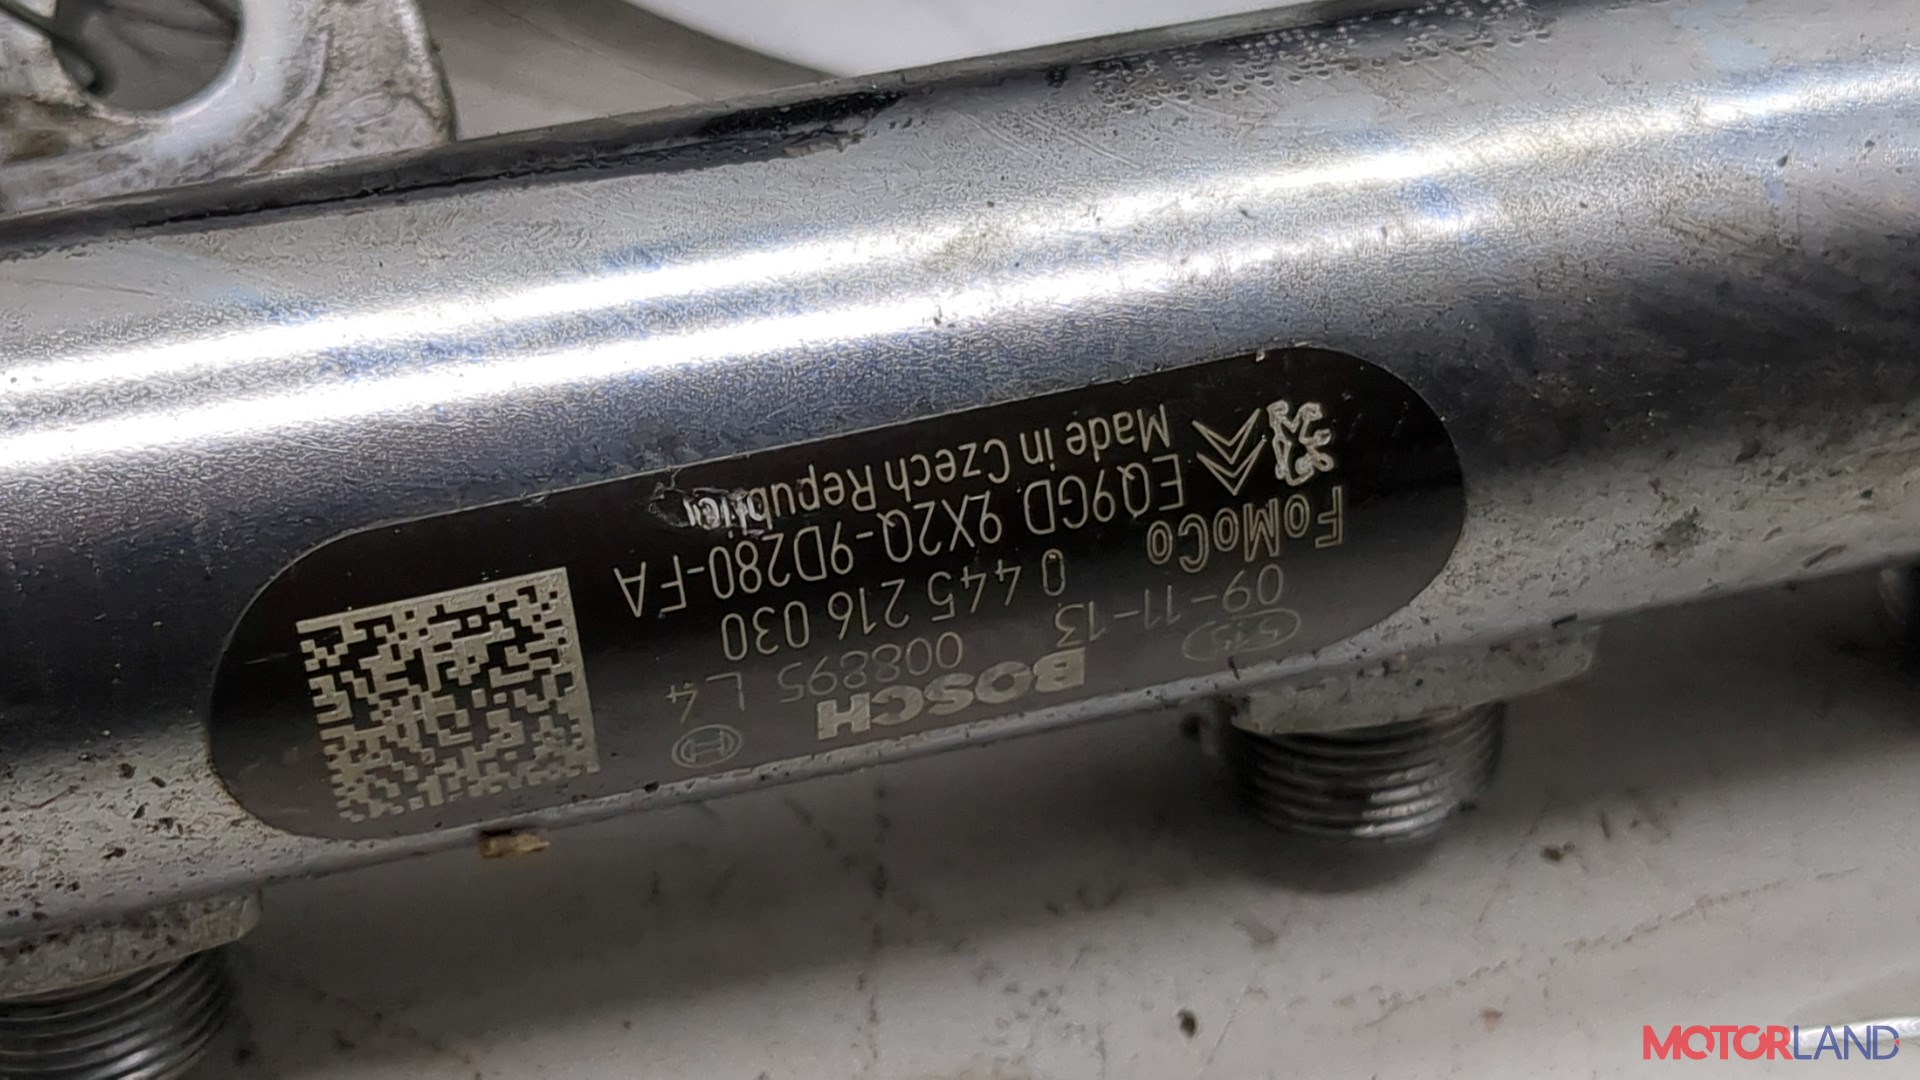 BOSCH
008895 L4
09-11-13
0 445 216 030
FoMoCo
EQ9GD 9X2Q-9D280-FA
Made in Czech Republic
MOTORLAND